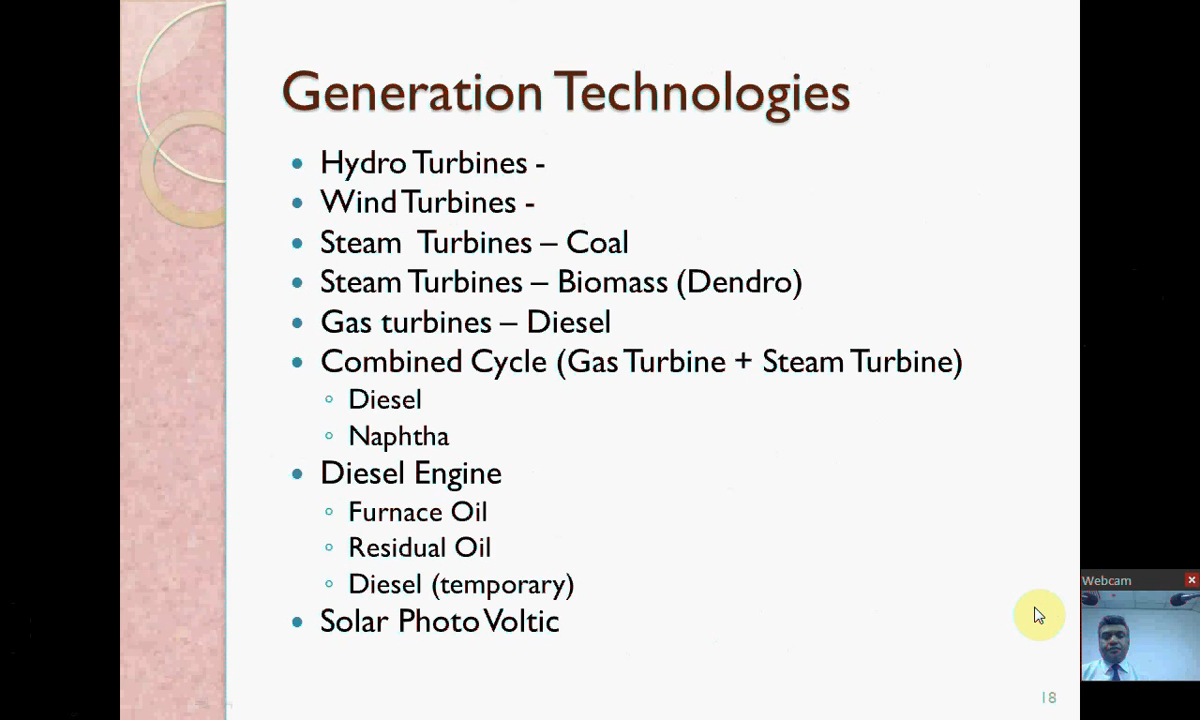 Generation Technologies
Hydro Turbines -
Wind Turbines -
Steam Turbines – Coal
Steam Turbines – Biomass (Dendro)
Gas turbines – Diesel
Combined Cycle (Gas Turbine + Steam Turbine)
Diesel
Naphtha
Diesel Engine
Furnace Oil
Residual Oil
Diesel (temporary)
Solar Photo Voltic
Webcam
18